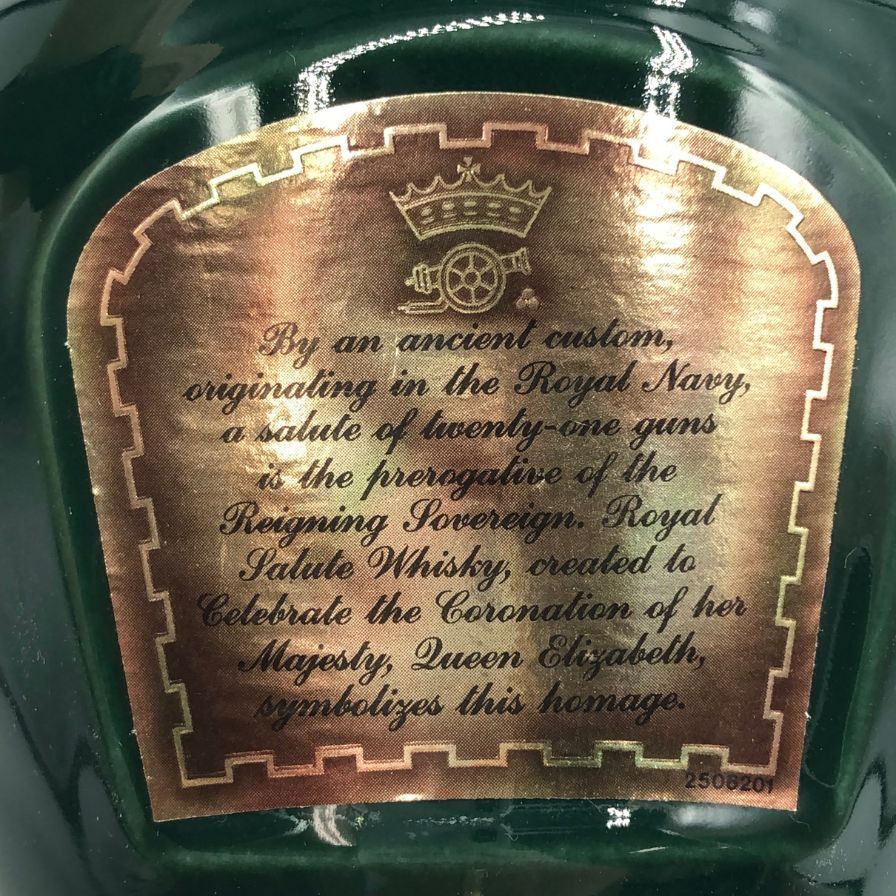 By an ancient custom,
originating in the Royal Navy,
a salute of twenty-one guns
is the prerogative of the
Reigning Sovereign. Royal
Salute Whisky, created to
Celebrate the Coronation of her
Majesty, Queen Elizabeth,
symbolizes this homage.
2506201